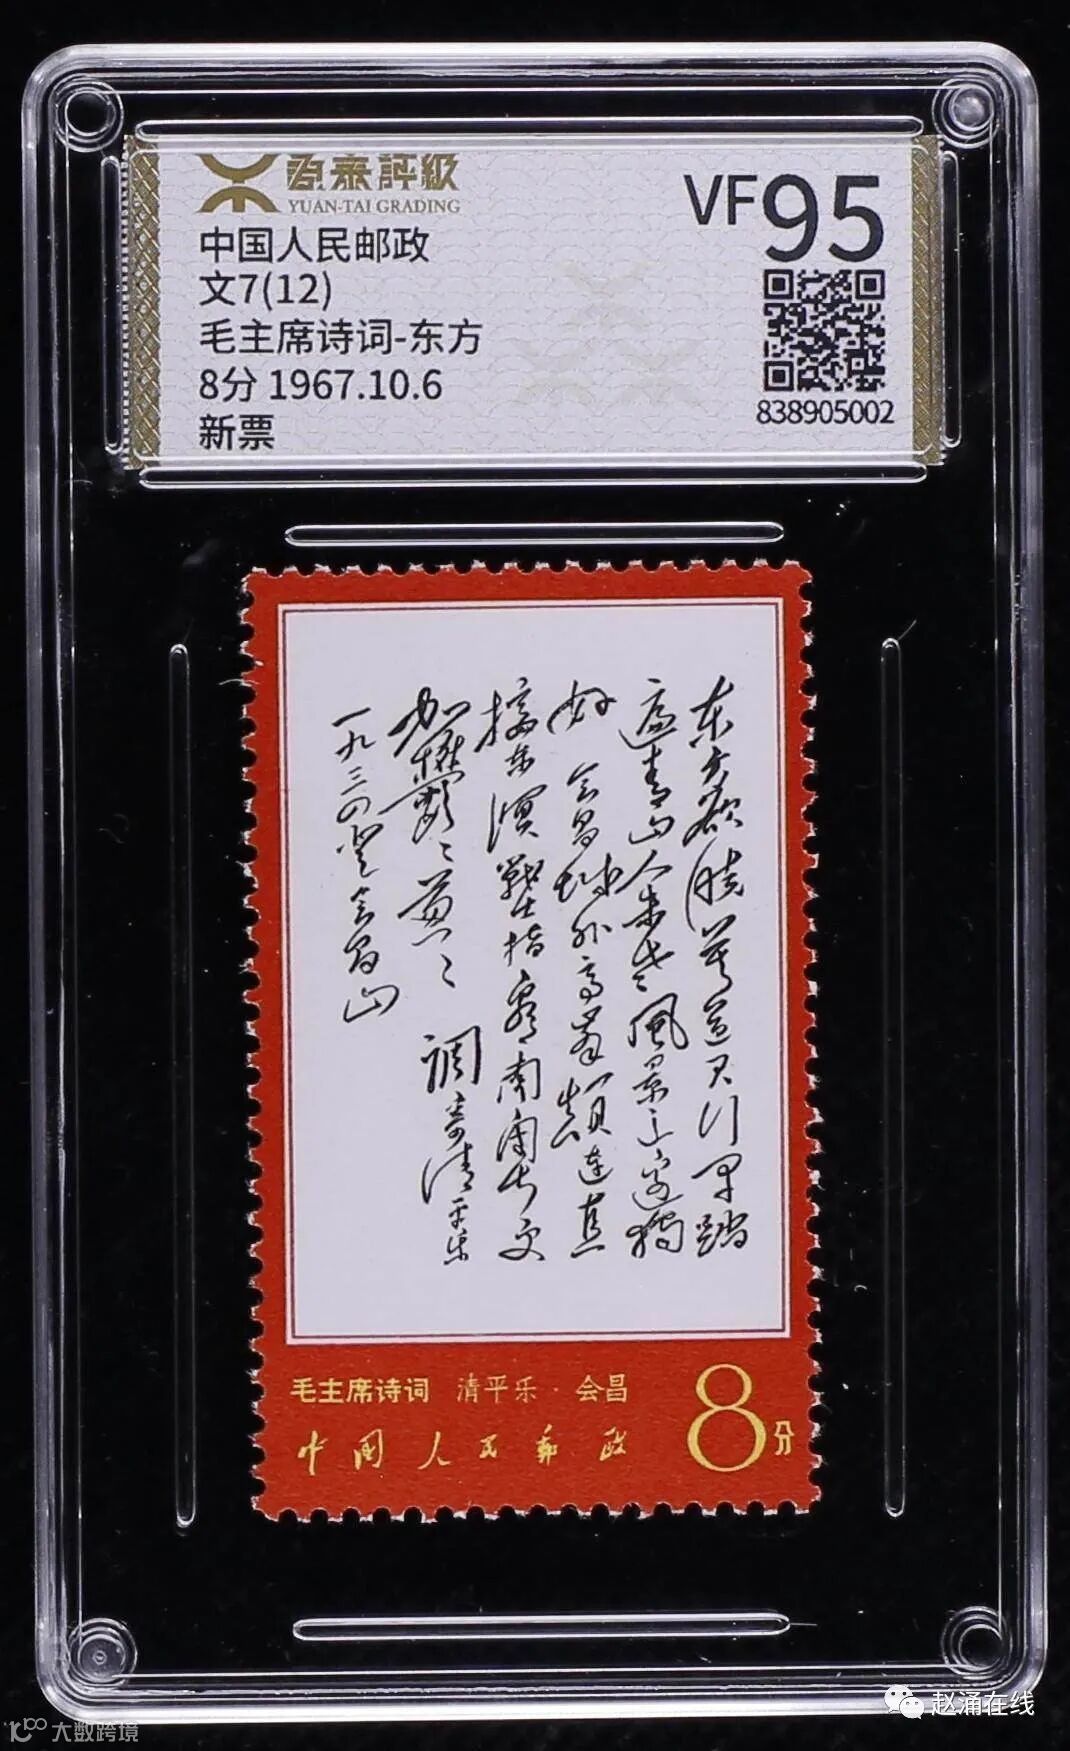 源泰評級
YUAN-TAI GRADING
中国人民邮政
文7(12)
毛主席诗词-东方
8分 1967.10.6
新票
VF95
838905002
东方欲晓莫道君行早踏
遍青山人未老风景这边独
好 会昌城外高峰颠连直
接东溟战士指看南粤更
加郁郁葱葱 调寄清平乐
一九三四登会昌山
毛主席诗词 清平乐·会昌
中国人民邮政
8分
赵涌在线
大数跨境